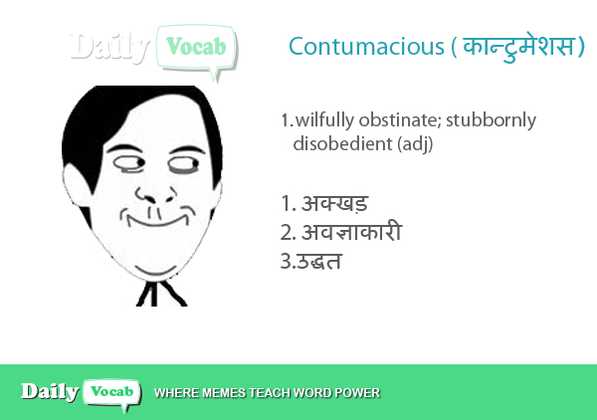 Daily Vocab
Contumacious ( कान्टुमेशस )
1.wilfully obstinate; stubbornly
disobedient (adj)
1. अक्खड़
2. अवज्ञाकारी
3.उद्धत
Daily Vocab WHERE MEMES TEACH WORD POWER